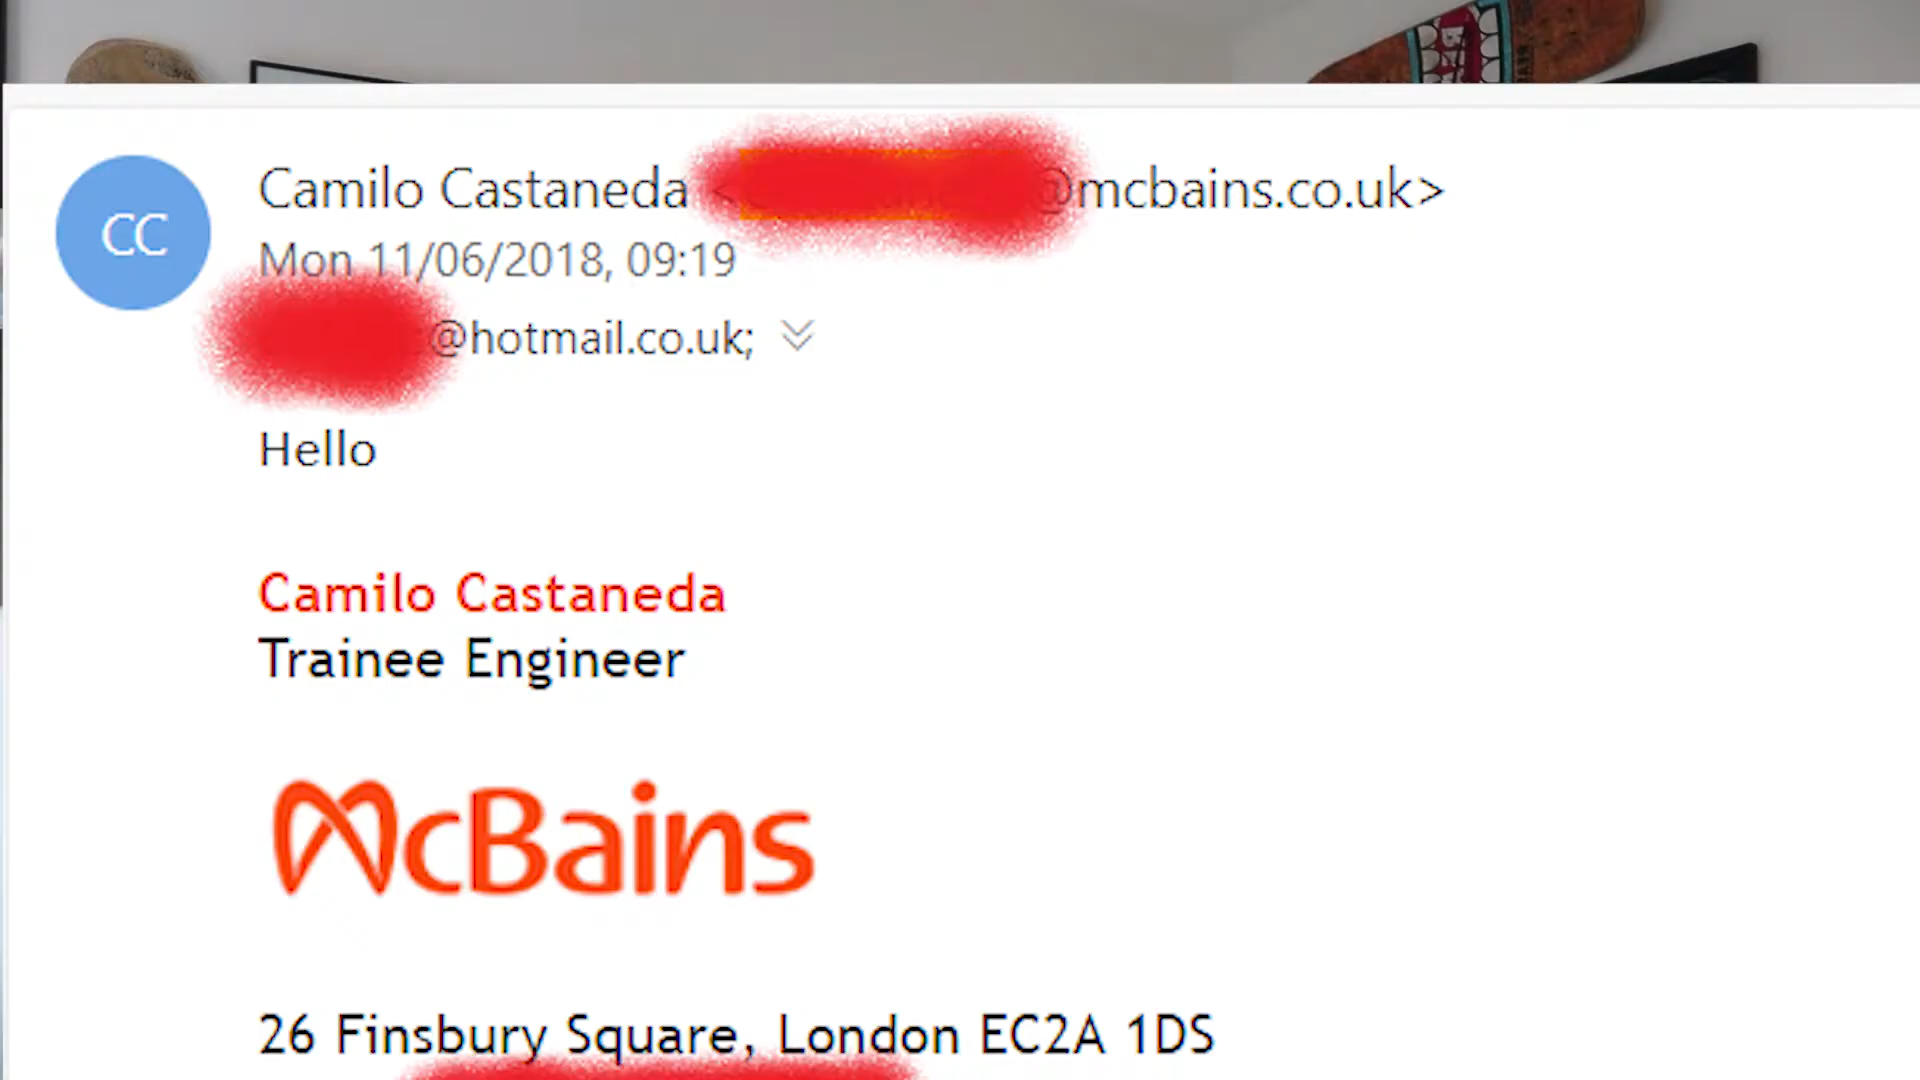 CC
Camilo Castaneda <@mcbains.co.uk>
Mon 11/06/2018, 09:19
@hotmail.co.uk;
Hello
Camilo Castaneda
Trainee Engineer
McBains
26 Finsbury Square, London EC2A 1DS